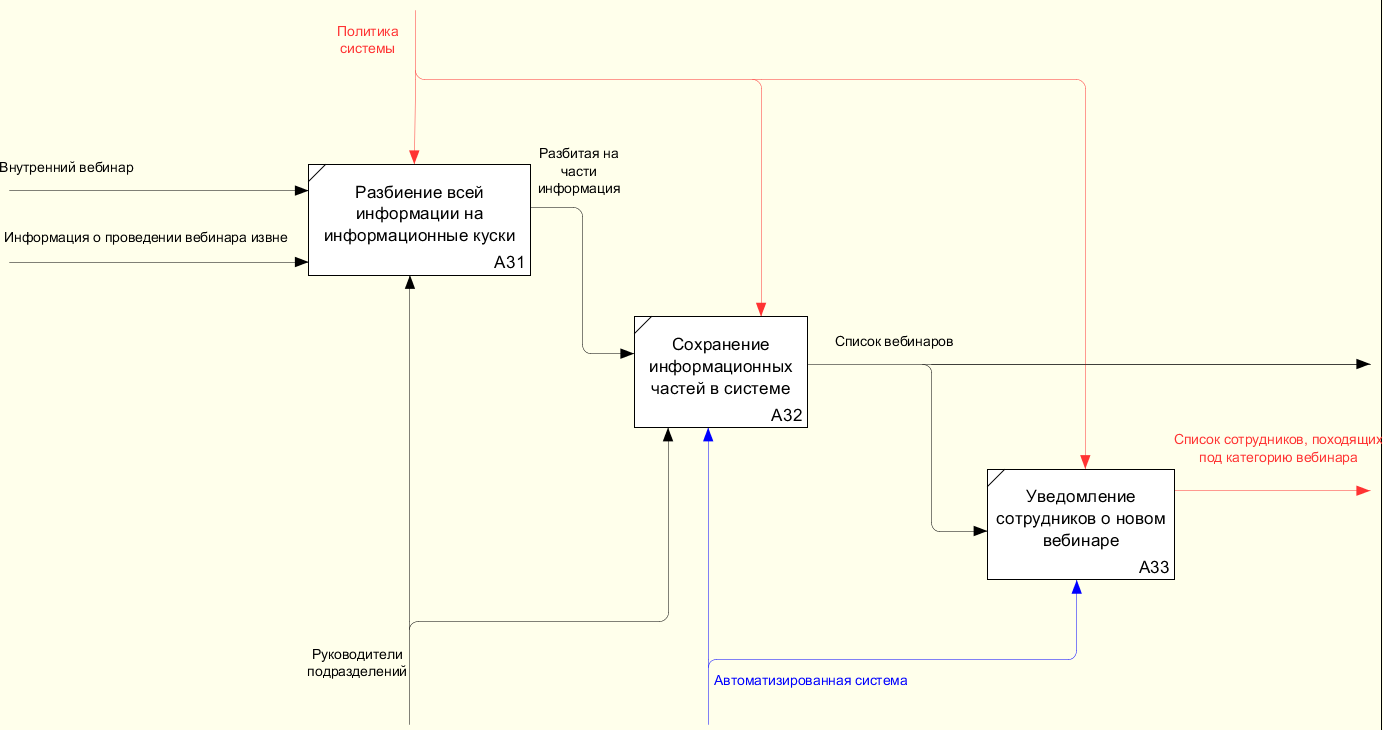 Политика
системы
Внутренний вебинар
Разбитая на
части
информация
Разбиение всей
информации на
информационные куски
A31
Информация о проведении вебинара извне
Сохранение
информационных
частей в системе
A32
Список вебинаров
Список сотрудников, походящих
под категорию вебинара
Уведомление
сотрудников о новом
вебинаре
A33
Руководители
подразделений
Автоматизированная система